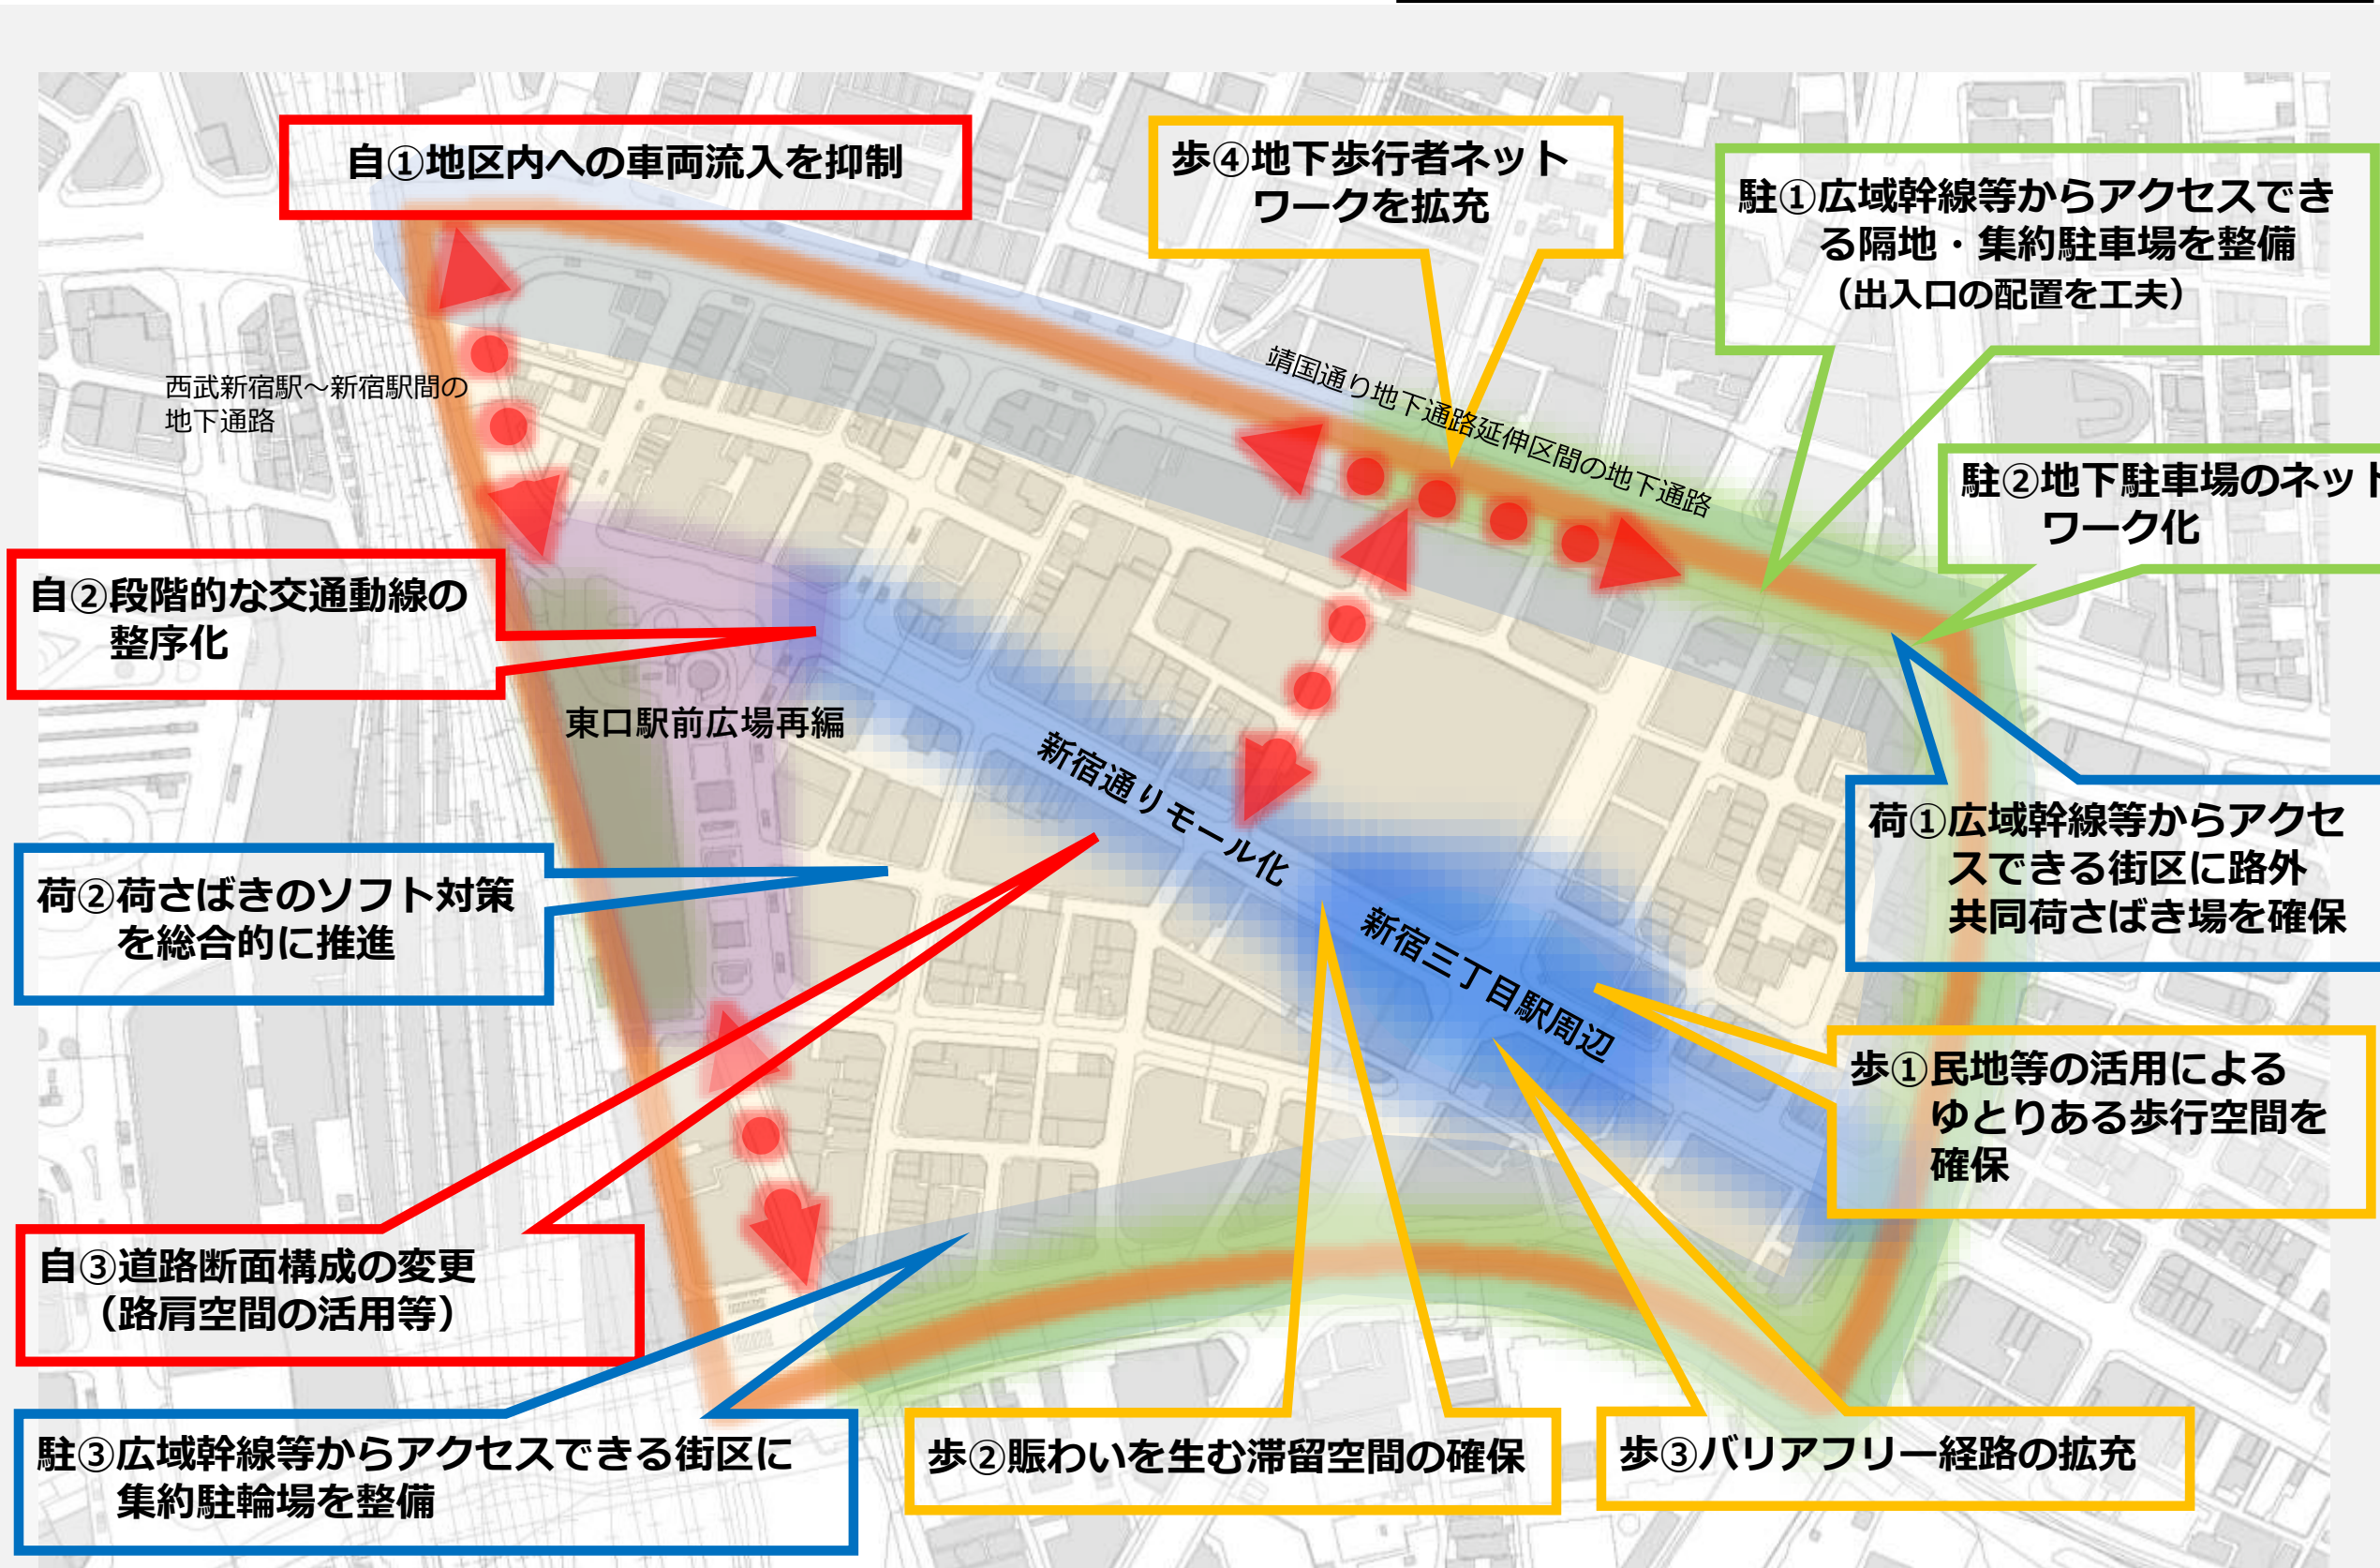 自①地区内への車両流入を抑制
歩④地下歩行者ネット
ワークを拡充
駐①広域幹線等からアクセスでき
る隔地・集約駐車場を整備
（出入口の配置を工夫）
西武新宿駅～新宿駅間の
地下通路
靖国通り地下通路延伸区間の地下通路
駐②地下駐車場のネット
ワーク化
自②段階的な交通動線の
整序化
東口駅前広場再編
新宿通りモール化
荷①広域幹線等からアクセ
スできる街区に路外
共同荷さばき場を確保
荷②荷さばきのソフト対策
を総合的に推進
新宿三丁目駅周辺
歩①民地等の活用による
ゆとりある歩行空間を
確保
自③道路断面構成の変更
（路肩空間の活用等）
駐③広域幹線等からアクセスできる街区に
集約駐輪場を整備
歩②賑わいを生む滞留空間の確保
歩③バリアフリー経路の拡充